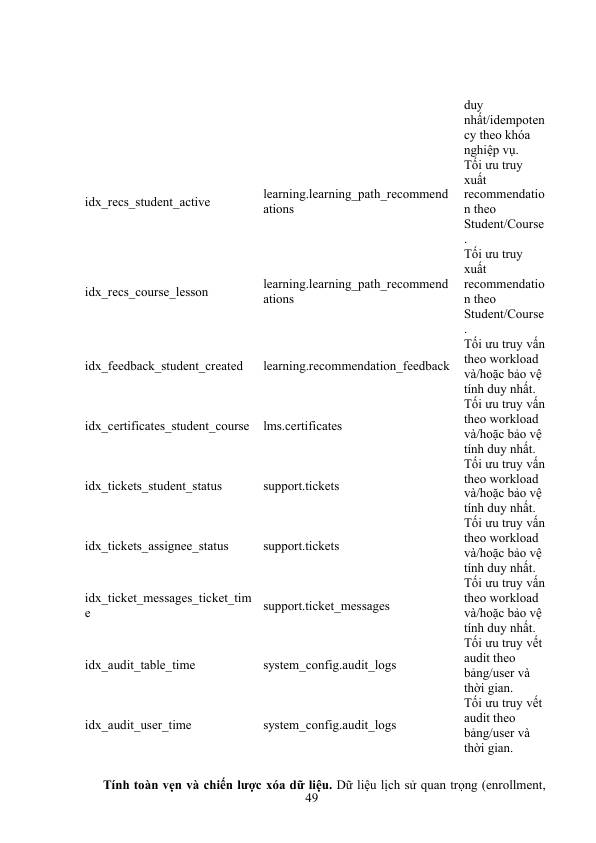 duy
nhất/idempoten
cy theo khóa
nghiệp vụ.
idx_recs_student_active
learning.learning_path_recommend
ations
Tối ưu truy
xuất
recommendatio
n theo
Student/Course
.
idx_recs_course_lesson
learning.learning_path_recommend
ations
Tối ưu truy
xuất
recommendatio
n theo
Student/Course
.
idx_feedback_student_created
learning.recommendation_feedback
Tối ưu truy vấn
theo workload
và/hoặc bảo vệ
tính duy nhất.
idx_certificates_student_course
lms.certificates
Tối ưu truy vấn
theo workload
và/hoặc bảo vệ
tính duy nhất.
idx_tickets_student_status
support.tickets
Tối ưu truy vấn
theo workload
và/hoặc bảo vệ
tính duy nhất.
idx_tickets_assignee_status
support.tickets
Tối ưu truy vấn
theo workload
và/hoặc bảo vệ
tính duy nhất.
idx_ticket_messages_ticket_tim
e
support.ticket_messages
Tối ưu truy vấn
theo workload
và/hoặc bảo vệ
tính duy nhất.
idx_audit_table_time
system_config.audit_logs
Tối ưu truy vết
audit theo
bảng/user và
thời gian.
idx_audit_user_time
system_config.audit_logs
Tối ưu truy vết
audit theo
bảng/user và
thời gian.
Tính toàn vẹn và chiến lược xóa dữ liệu. Dữ liệu lịch sử quan trọng (enrollment,
49